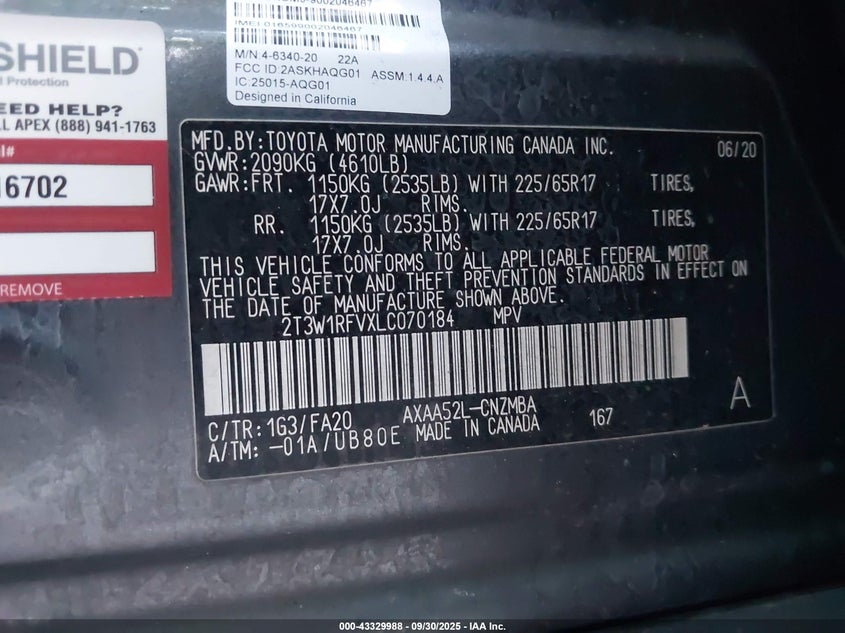 SHIELD
Protection
EED HELP?
APEX (888) 941-1763
16702
REMOVE
IMEI 016599002046467
M/N:4-6340-20 22A
FCC ID:2ASKHAQG01 ASSM:1.4.4.A
IC:25015-AQG01
Designed in California
MFD.BY:TOYOTA MOTOR MANUFACTURING CANADA INC. 06/20
GVWR:2090KG (4610LB)
GAWR:FRT. 1150KG (2535LB) WITH 225/65R17 TIRES,
17X7.0J RIMS.
RR. 1150KG (2535LB) WITH 225/65R17 TIRES,
17X7.0J RIMS.
THIS VEHICLE CONFORMS TO ALL APPLICABLE FEDERAL MOTOR
VEHICLE SAFETY AND THEFT PREVENTION STANDARDS IN EFFECT ON
THE DATE OF MANUFACTURE SHOWN ABOVE.
2T3W1RFVXLC070184 MPV
C/TR:1G3/FA20 AXAA52L-CNZMBA 167 A
A/TM:-01A/UB80E MADE IN CANADA
000-43329988 - 09/30/2025 - IAA Inc.